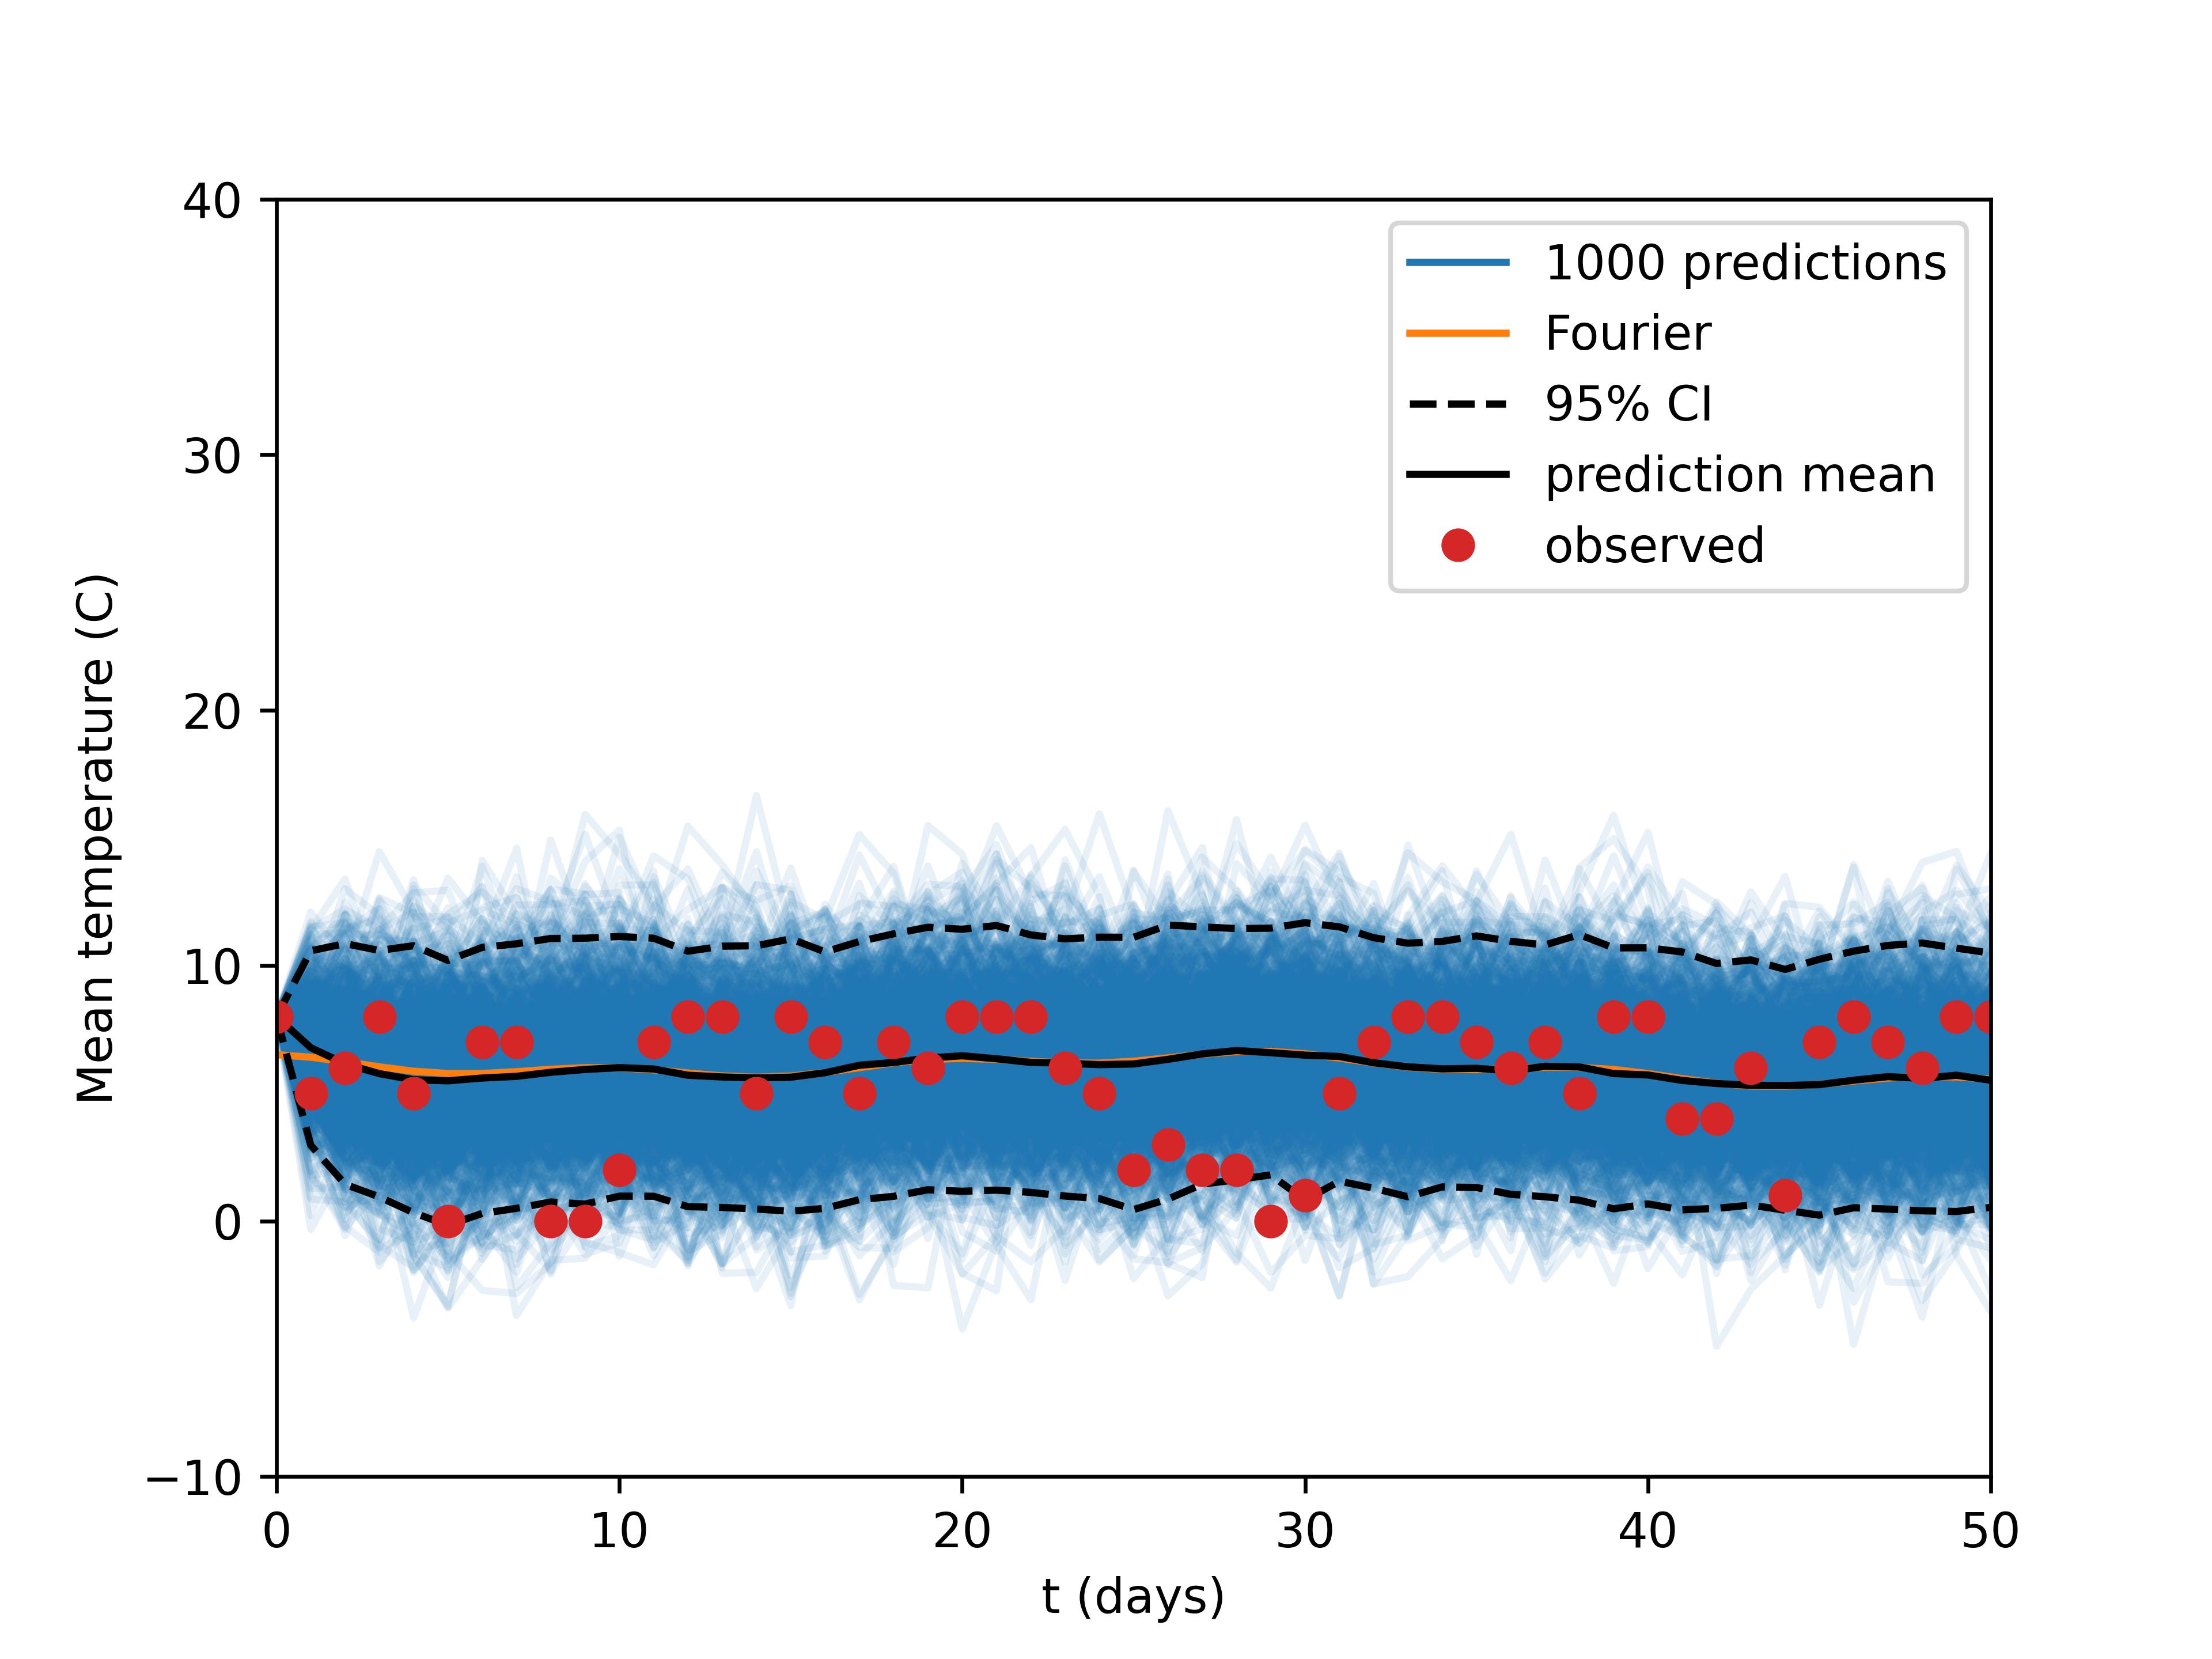 40
30
20
10
0
−10
0 10 20 30 40 50
t (days)
Mean temperature (C)
1000 predictions
Fourier
95% CI
prediction mean
observed